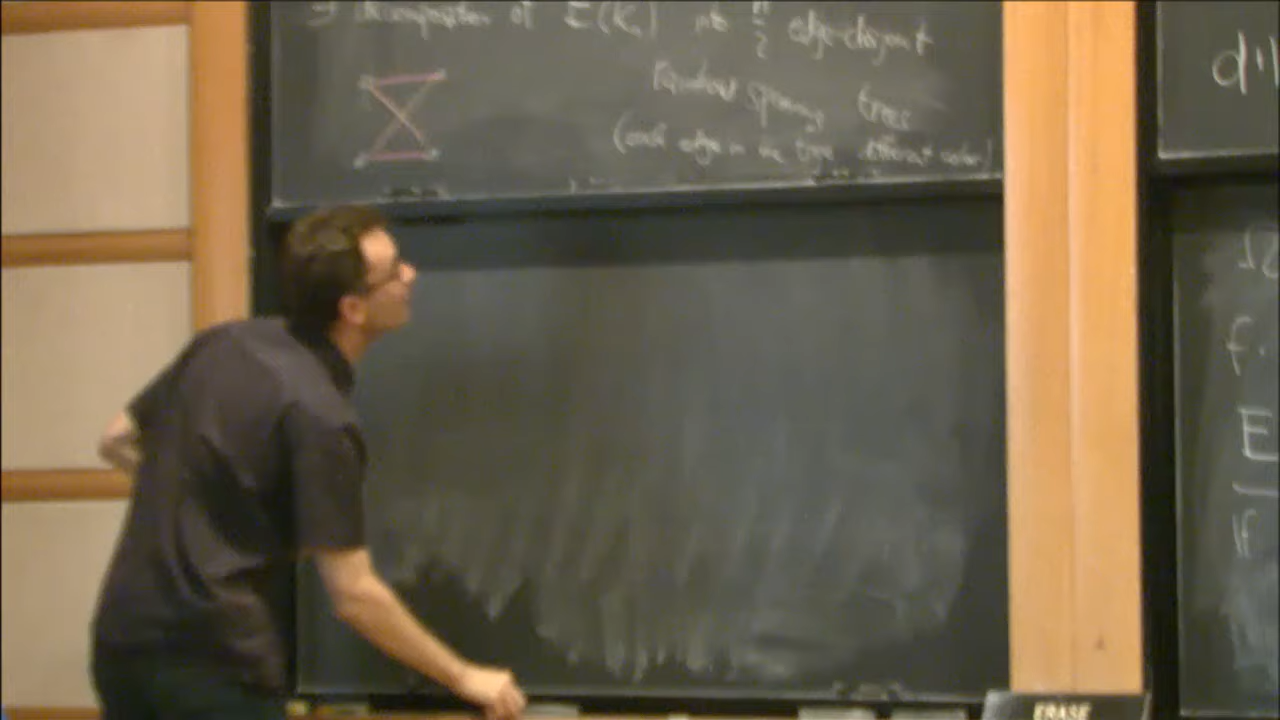 ∃ decomposition of E(Kn) into n/2 edge-disjoint
Rainbow spanning trees
(each edge in the tree different color)
E
ERASE